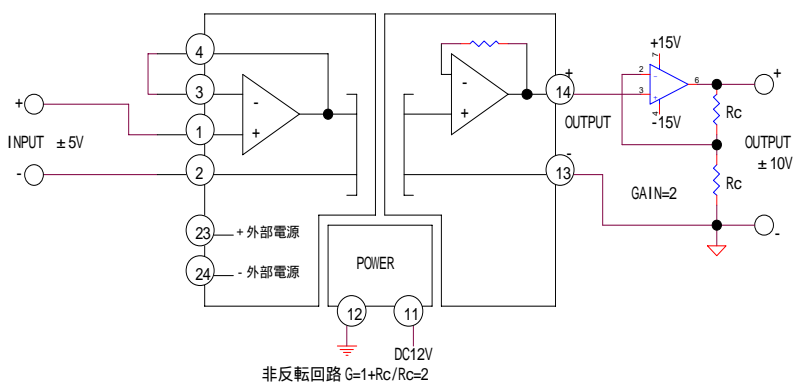 4
3
1
2
23
24
+
INPUT ±5V
-
-
+
+外部電源
-外部電源
POWER
12
11
DC12V
-
+
14
+
OUTPUT
-
13
+15V
7
2
-
3
+
6
4
-15V
Rc
Rc
GAIN=2
+
OUTPUT
±10V
-
非反転回路 G=1+Rc/Rc=2